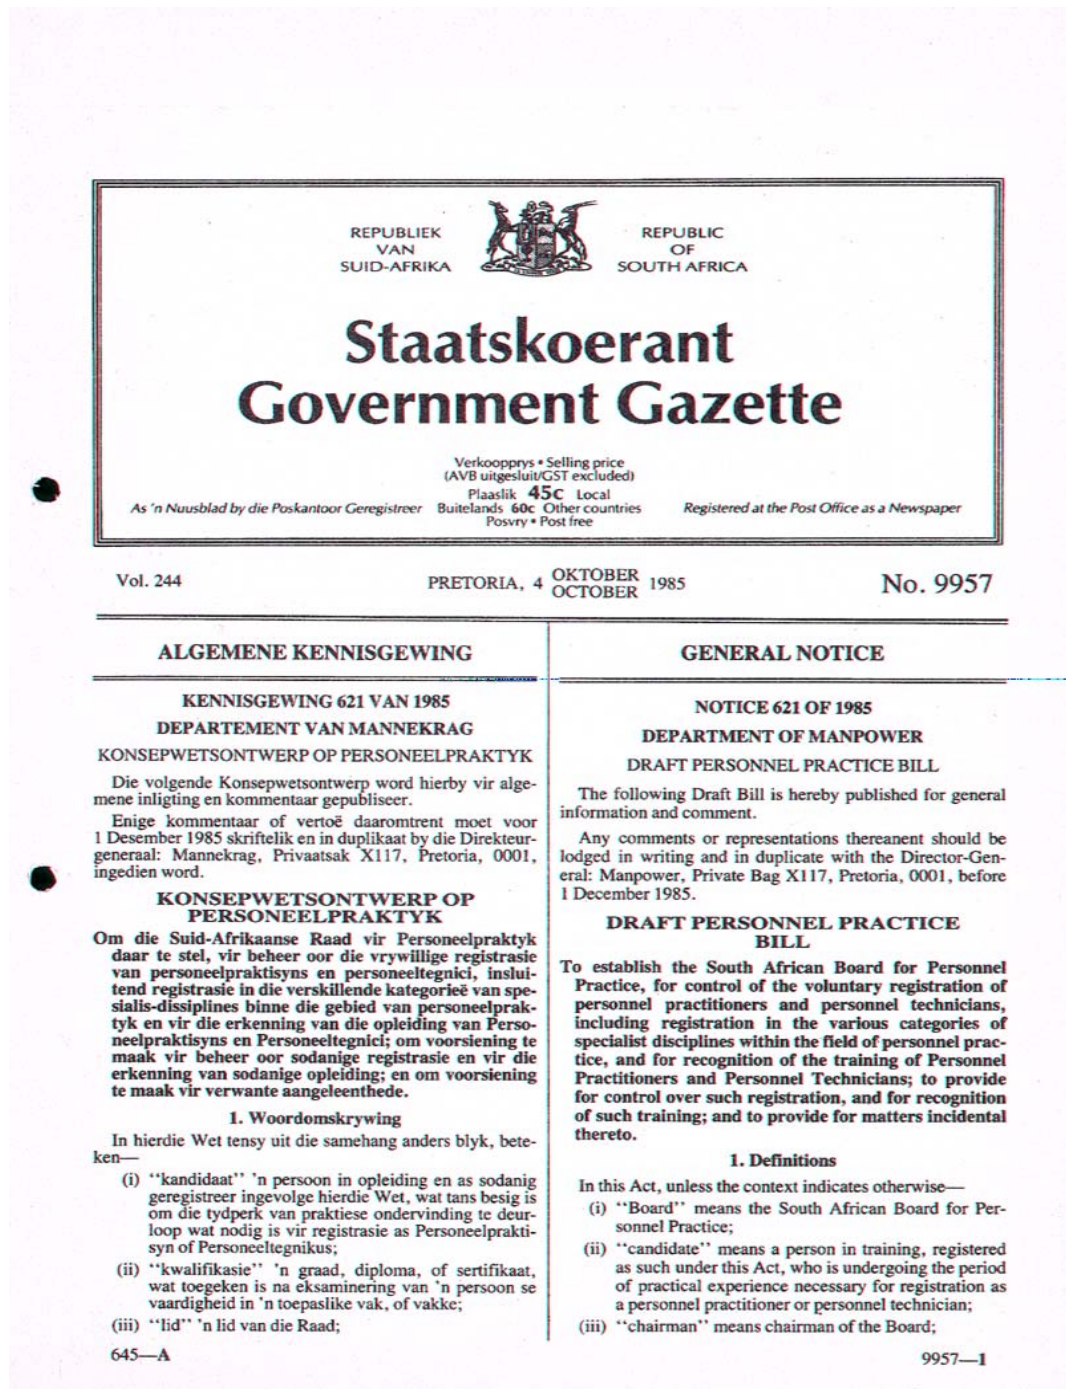 REPUBLIEK
VAN
SUID-AFRIKA
REPUBLIC
OF
SOUTH AFRICA
Staatskoerant
Government Gazette
Verkoopprys • Selling price
(AVB uitgesluit/GST excluded)
Plaaslik 45c Local
As 'n Nuusblad by die Poskantoor Geregistreer Buitelands 60c Other countries Registered at the Post Office as a Newspaper
Posvry • Post free
Vol. 244 PRETORIA, 4 OKTOBER OCTOBER 1985 No. 9957
ALGEMENE KENNISGEWING
KENNISGEWING 621 VAN 1985
DEPARTEMENT VAN MANNEKRAG
KONSEPWETSONTWERP OP PERSONEELPRAKTYK
Die volgende Konsepwetsontwerp word hierby vir alge-
mene inligting en kommentaar gepubliseer.
Enige kommentaar of vertoë daaromtrent moet voor
1 Desember 1985 skriftelik en in duplikaat by die Direkteur-
generaal: Mannekrag, Privaatsak X117, Pretoria, 0001,
ingedien word.
KONSEPWETSONTWERP OP
PERSONEELPRAKTYK
Om die Suid-Afrikaanse Raad vir Personeelpraktyk
daar te stel, vir beheer oor die vrywillige registrasie
van personeelpraktisyns en personeeltegnici, inslui-
tend registrasie in die verskillende kategorieë van spe-
sialis-dissiplines binne die gebied van personeelprak-
tyk en vir die erkenning van die opleiding van Perso-
neelpraktisyns en Personeeltegnici; om voorsiening te
maak vir beheer oor sodanige registrasie en vir die
erkenning van sodanige opleiding; en om voorsiening
te maak vir verwante aangeleenthede.
1. Woordomskrywing
In hierdie Wet tensy uit die samehang anders blyk, bete-
ken—
(i) "kandidaat" 'n persoon in opleiding en as sodanig
geregistreer ingevolge hierdie Wet, wat tans besig is
om die tydperk van praktiese ondervinding te deur-
loop wat nodig is vir registrasie as Personeelprakti-
syn of Personeeltegnikus;
(ii) "kwalifikasie" 'n graad, diploma, of sertifikaat,
wat toegeken is na eksaminering van 'n persoon se
vaardigheid in 'n toepaslike vak, of vakke;
(iii) "lid" 'n lid van die Raad;
645—A
GENERAL NOTICE
NOTICE 621 OF 1985
DEPARTMENT OF MANPOWER
DRAFT PERSONNEL PRACTICE BILL
The following Draft Bill is hereby published for general
information and comment.
Any comments or representations thereanent should be
lodged in writing and in duplicate with the Director-Gen-
eral: Manpower, Private Bag X117, Pretoria, 0001, before
1 December 1985.
DRAFT PERSONNEL PRACTICE
BILL
To establish the South African Board for Personnel
Practice, for control of the voluntary registration of
personnel practitioners and personnel technicians,
including registration in the various categories of
specialist disciplines within the field of personnel prac-
tice, and for recognition of the training of Personnel
Practitioners and Personnel Technicians; to provide
for control over such registration, and for recognition
of such training; and to provide for matters incidental
thereto.
1. Definitions
In this Act, unless the context indicates otherwise—
(i) "Board" means the South African Board for Per-
sonnel Practice;
(ii) "candidate" means a person in training, registered
as such under this Act, who is undergoing the period
of practical experience necessary for registration as
a personnel practitioner or personnel technician;
(iii) "chairman" means chairman of the Board;
9957—1